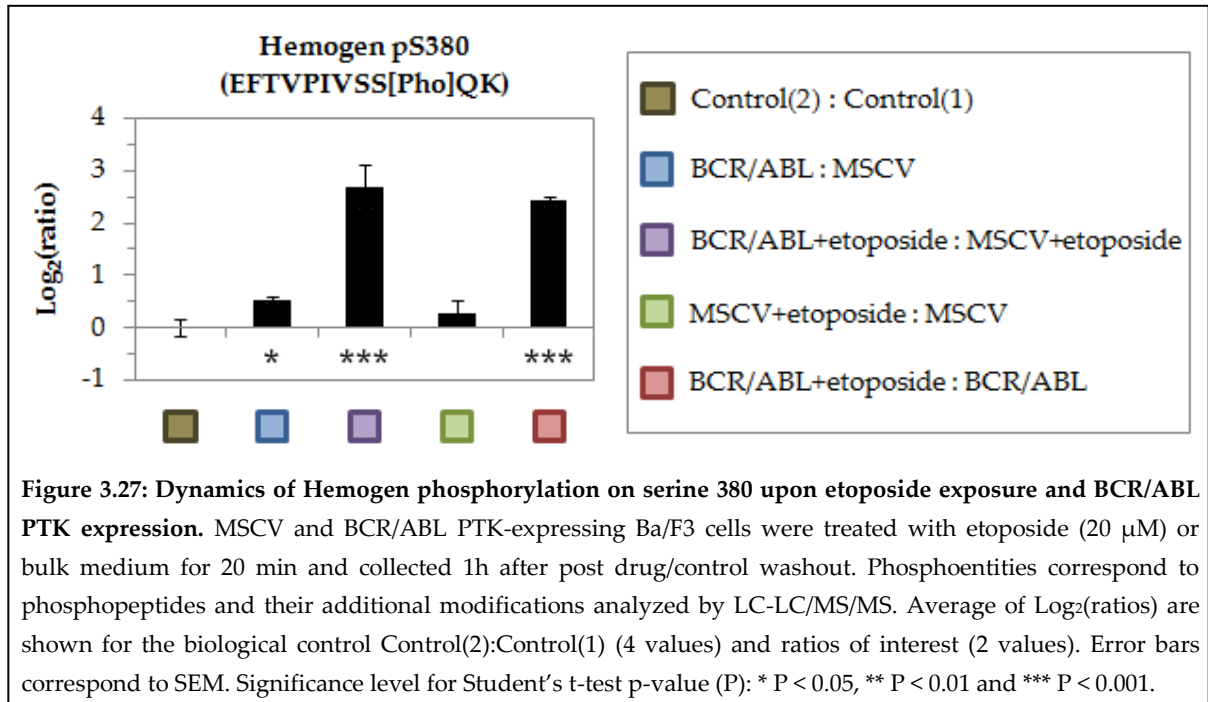 Hemogen pS380
(EFTVPIVSS[Pho]QK)
Log2(ratio)
4
3
2
1
0
-1
* *** ***
Control(2) : Control(1)
BCR/ABL : MSCV
BCR/ABL+etoposide : MSCV+etoposide
MSCV+etoposide : MSCV
BCR/ABL+etoposide : BCR/ABL
Figure 3.27: Dynamics of Hemogen phosphorylation on serine 380 upon etoposide exposure and BCR/ABL
PTK expression. MSCV and BCR/ABL PTK-expressing Ba/F3 cells were treated with etoposide (20 µM) or
bulk medium for 20 min and collected 1h after post drug/control washout. Phosphoentities correspond to
phosphopeptides and their additional modifications analyzed by LC-LC/MS/MS. Average of Log2(ratios) are
shown for the biological control Control(2):Control(1) (4 values) and ratios of interest (2 values). Error bars
correspond to SEM. Significance level for Student's t-test p-value (P): * P < 0.05, ** P < 0.01 and *** P < 0.001.